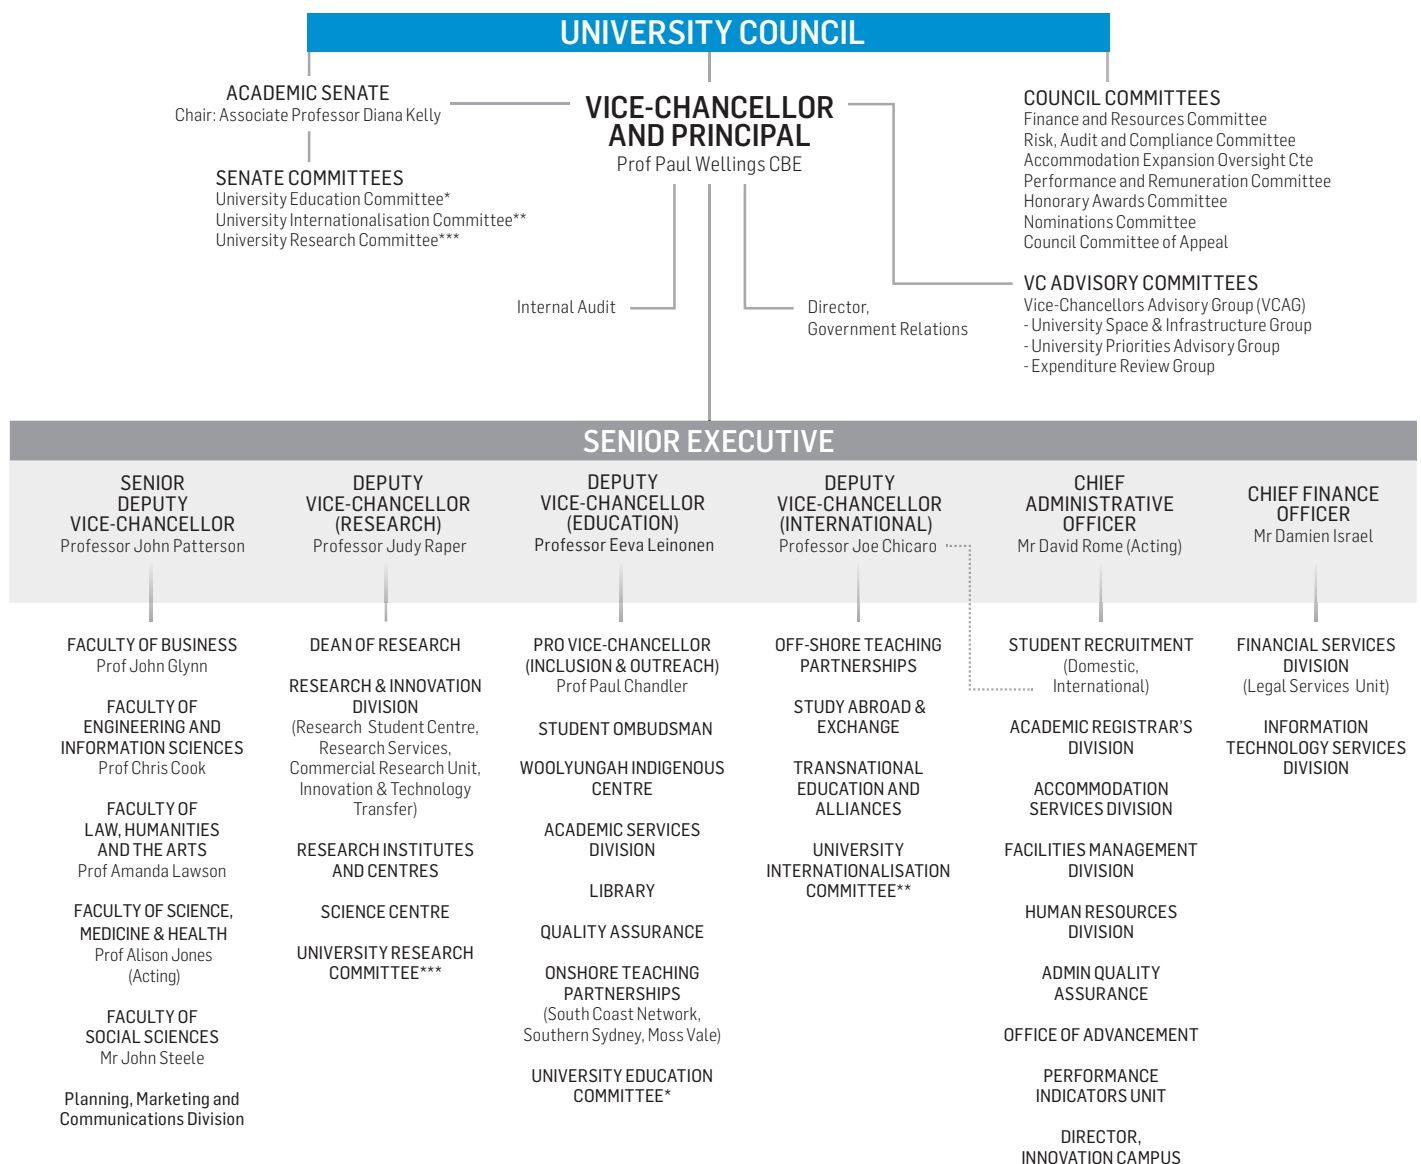 UNIVERSITY COUNCIL
ACADEMIC SENATE
Chair: Associate Professor Diana Kelly
SENATE COMMITTEES
University Education Committee*
University Internationalisation Committee**
University Research Committee***
VICE-CHANCELLOR
AND PRINCIPAL
Prof Paul Wellings CBE
Internal Audit
Director,
Government Relations
COUNCIL COMMITTEES
Finance and Resources Committee
Risk, Audit and Compliance Committee
Accommodation Expansion Oversight Cte
Performance and Remuneration Committee
Honorary Awards Committee
Nominations Committee
Council Committee of Appeal
VC ADVISORY COMMITTEES
Vice-Chancellors Advisory Group (VCAG)
- University Space & Infrastructure Group
- University Priorities Advisory Group
- Expenditure Review Group
SENIOR EXECUTIVE
SENIOR
DEPUTY
VICE-CHANCELLOR
Professor John Patterson
FACULTY OF BUSINESS
Prof John Glynn
FACULTY OF
ENGINEERING AND
INFORMATION SCIENCES
Prof Chris Cook
FACULTY OF
LAW, HUMANITIES
AND THE ARTS
Prof Amanda Lawson
FACULTY OF SCIENCE,
MEDICINE & HEALTH
Prof Alison Jones
(Acting)
FACULTY OF
SOCIAL SCIENCES
Mr John Steele
Planning, Marketing and
Communications Division
DEPUTY
VICE-CHANCELLOR
(RESEARCH)
Professor Judy Raper
DEAN OF RESEARCH
RESEARCH & INNOVATION
DIVISION
(Research Student Centre,
Research Services,
Commercial Research Unit,
Innovation & Technology
Transfer)
RESEARCH INSTITUTES
AND CENTRES
SCIENCE CENTRE
UNIVERSITY RESEARCH
COMMITTEE***
DEPUTY
VICE-CHANCELLOR
(EDUCATION)
Professor Eeva Leinonen
PRO VICE-CHANCELLOR
(INCLUSION & OUTREACH)
Prof Paul Chandler
STUDENT OMBUDSMAN
WOOLYUNGAH INDIGENOUS
CENTRE
ACADEMIC SERVICES
DIVISION
LIBRARY
QUALITY ASSURANCE
ONSHORE TEACHING
PARTNERSHIPS
(South Coast Network,
Southern Sydney, Moss Vale)
UNIVERSITY EDUCATION
COMMITTEE*
DEPUTY
VICE-CHANCELLOR
(INTERNATIONAL)
Professor Joe Chicaro
OFF-SHORE TEACHING
PARTNERSHIPS
STUDY ABROAD &
EXCHANGE
TRANSNATIONAL
EDUCATION AND
ALLIANCES
UNIVERSITY
INTERNATIONALISATION
COMMITTEE**
CHIEF
ADMINISTRATIVE
OFFICER
Mr David Rome (Acting)
STUDENT RECRUITMENT
(Domestic,
International)
ACADEMIC REGISTRAR'S
DIVISION
ACCOMMODATION
SERVICES DIVISION
FACILITIES MANAGEMENT
DIVISION
HUMAN RESOURCES
DIVISION
ADMIN QUALITY
ASSURANCE
OFFICE OF ADVANCEMENT
PERFORMANCE
INDICATORS UNIT
DIRECTOR,
INNOVATION CAMPUS
CHIEF FINANCE
OFFICER
Mr Damien Israel
FINANCIAL SERVICES
DIVISION
(Legal Services Unit)
INFORMATION
TECHNOLOGY SERVICES
DIVISION